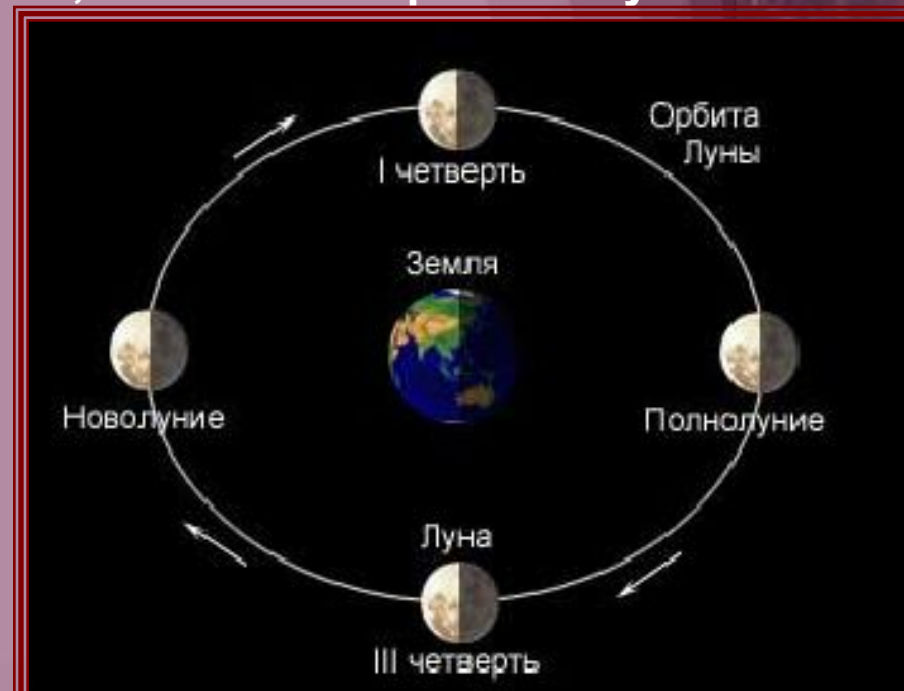 I четверть
Орбита
Луны
Земля
Новолуние
Полнолуние
Луна
III четверть